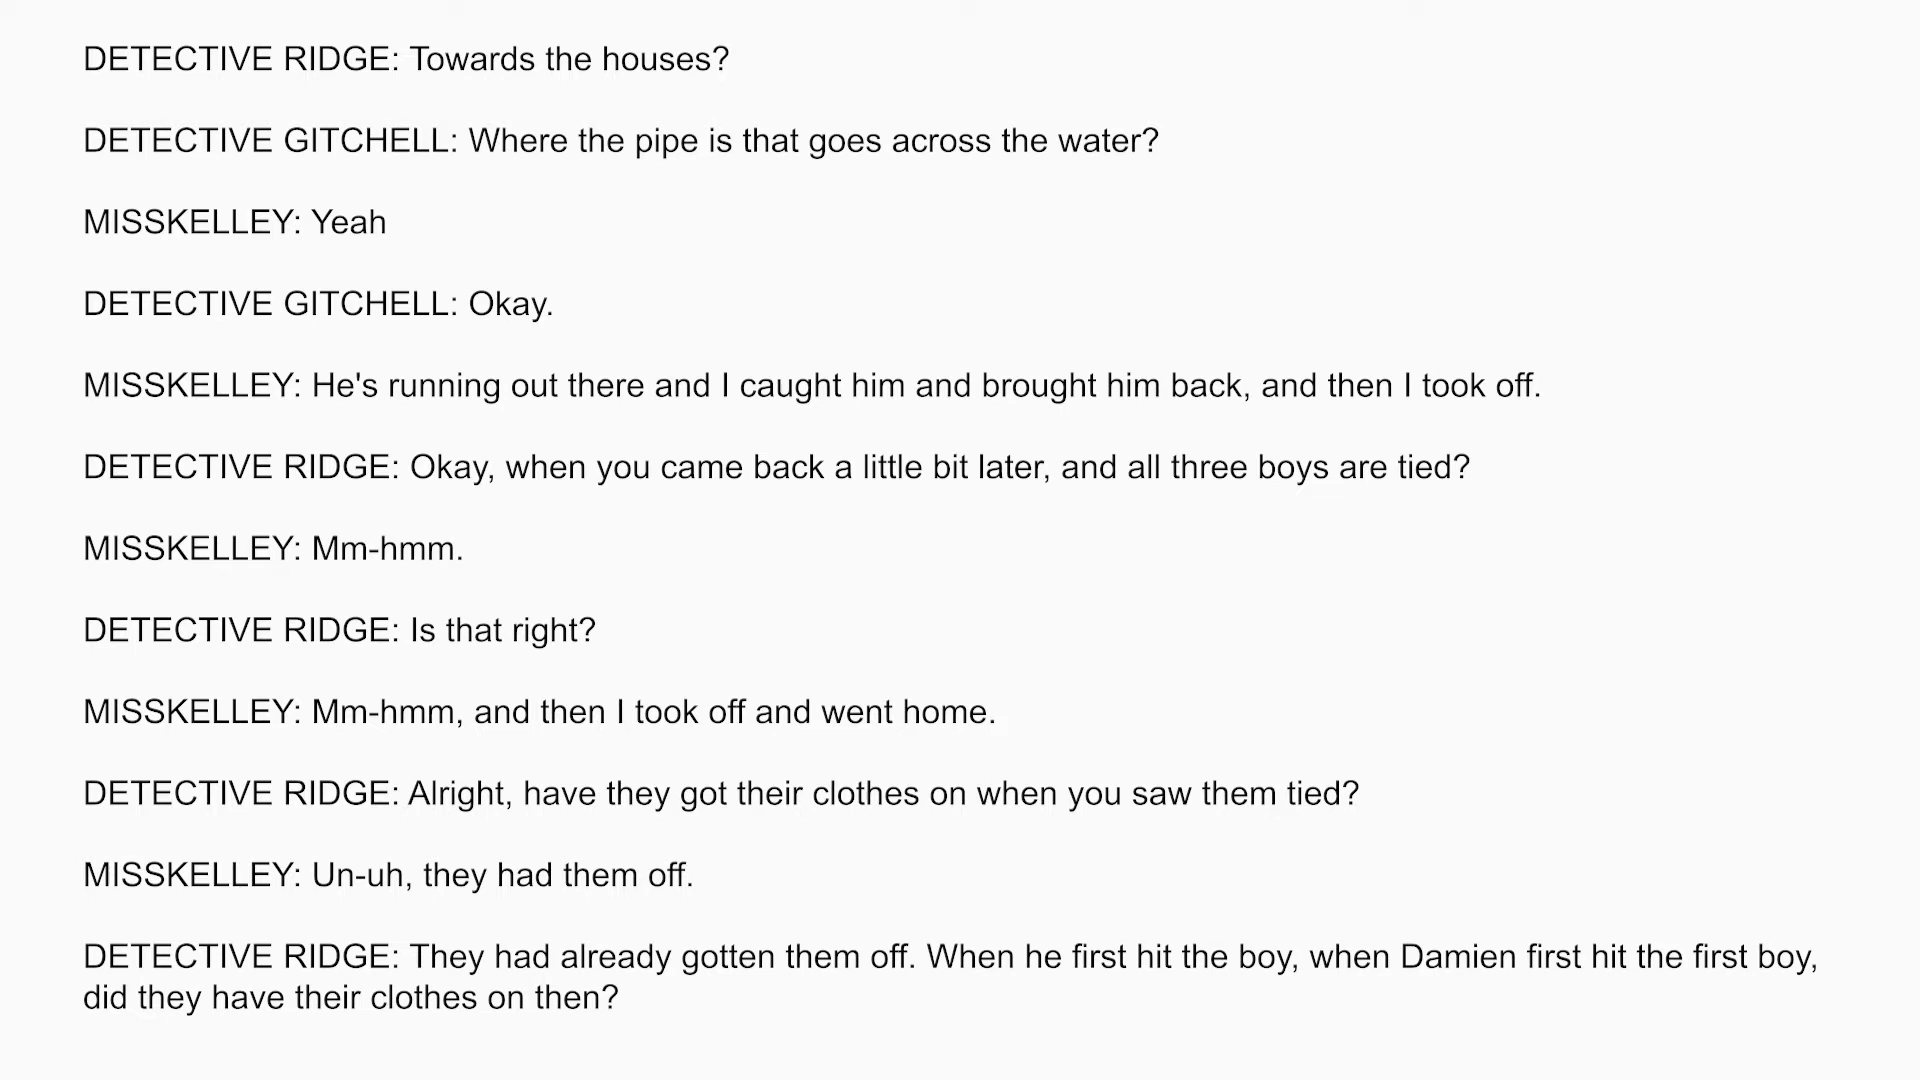 DETECTIVE RIDGE: Towards the houses?
DETECTIVE GITCHELL: Where the pipe is that goes across the water?
MISSKELLEY: Yeah
DETECTIVE GITCHELL: Okay.
MISSKELLEY: He's running out there and I caught him and brought him back, and then I took off.
DETECTIVE RIDGE: Okay, when you came back a little bit later, and all three boys are tied?
MISSKELLEY: Mm-hmm.
DETECTIVE RIDGE: Is that right?
MISSKELLEY: Mm-hmm, and then I took off and went home.
DETECTIVE RIDGE: Alright, have they got their clothes on when you saw them tied?
MISSKELLEY: Un-uh, they had them off.
DETECTIVE RIDGE: They had already gotten them off. When he first hit the boy, when Damien first hit the first boy,
did they have their clothes on then?